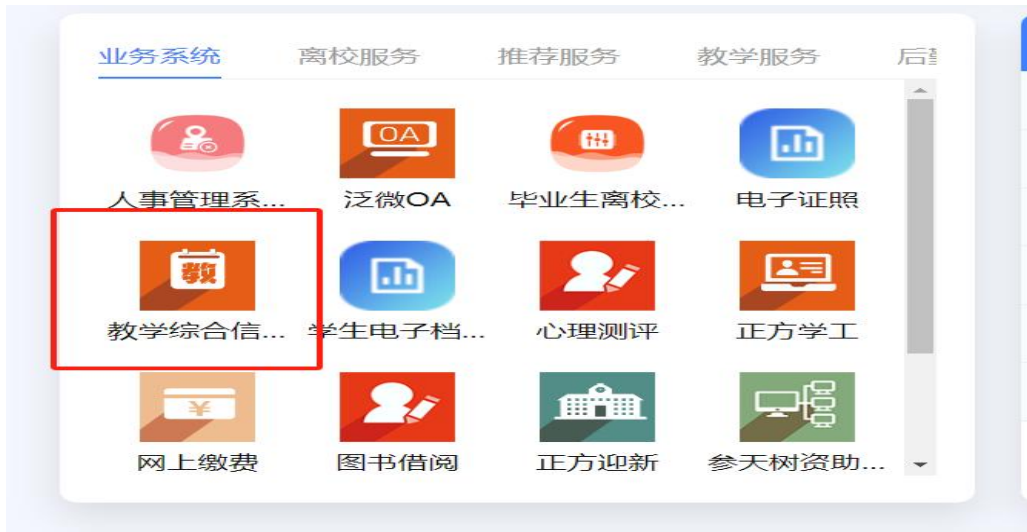 业务系统 离校服务 推荐服务 教学服务 后
OA
人事管理系... 泛微OA 毕业生离校... 电子证照
教
教学综合信... 学生电子档... 心理测评 正方学工
¥
网上缴费 图书借阅 正方迎新 参天树资助...